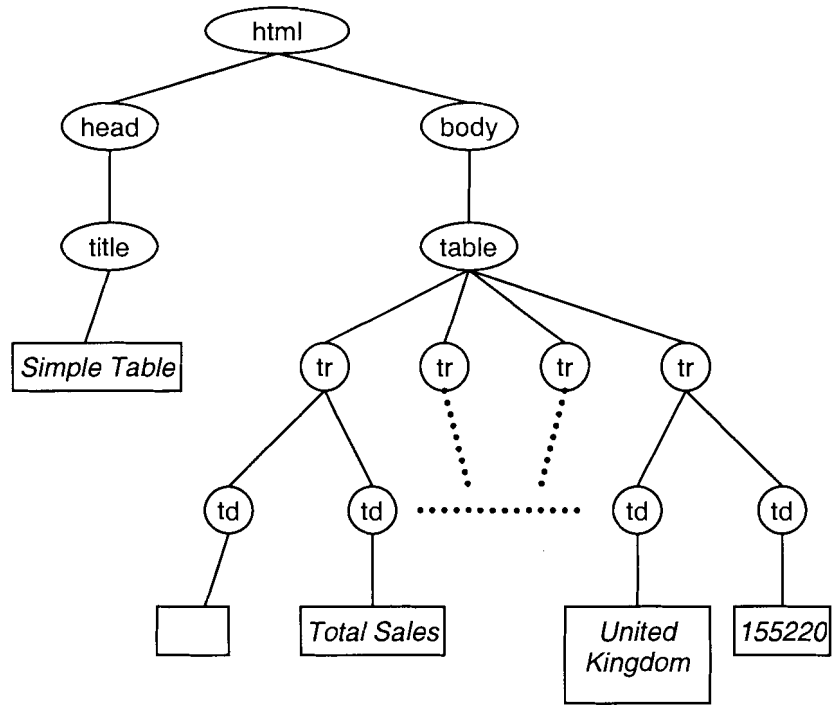 html
head
body
title
table
Simple Table
tr
tr
tr
tr
td
td
td
td
Total Sales
United
Kingdom
155220